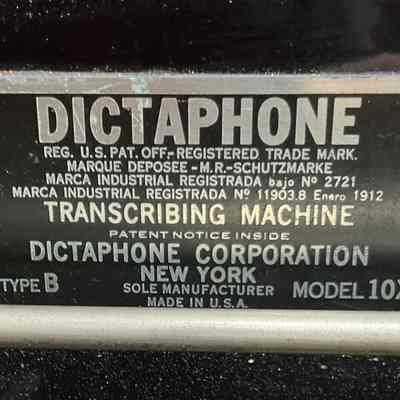 DICTAPHONE
REG. U.S. PAT. OFF.-REGISTERED TRADE MARK.
MARQUE DEPOSEE-M.R.-SCHUTZMARKE
MARCA INDUSTRIAL REGISTRADA bajo Nº 2721
MARCA INDUSTRIAL REGISTRADA Nº 11903.8 Enero 1912
TRANSCRIBING MACHINE
PATENT NOTICE INSIDE
DICTAPHONE CORPORATION
NEW YORK
TYPE B SOLE MANUFACTURER MODEL 10X
MADE IN U.S.A.